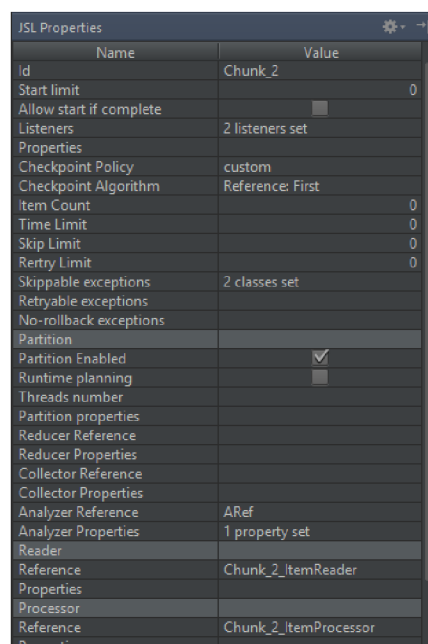 JSL Properties
Name Value
Id Chunk_2
Start limit 0
Allow start if complete
Listeners 2 listeners set
Properties
Checkpoint Policy custom
Checkpoint Algorithm Reference: First
Item Count 0
Time Limit 0
Skip Limit 0
Rertry Limit 0
Skippable exceptions 2 classes set
Retryable exceptions
No-rollback exceptions
Partition
Partition Enabled
Runtime planning
Threads number
Partition properties
Reducer Reference
Reducer Properties
Collector Reference
Collector Properties
Analyzer Reference ARef
Analyzer Properties 1 property set
Reader
Reference Chunk_2_ItemReader
Properties
Processor
Reference Chunk_2_ItemProcessor